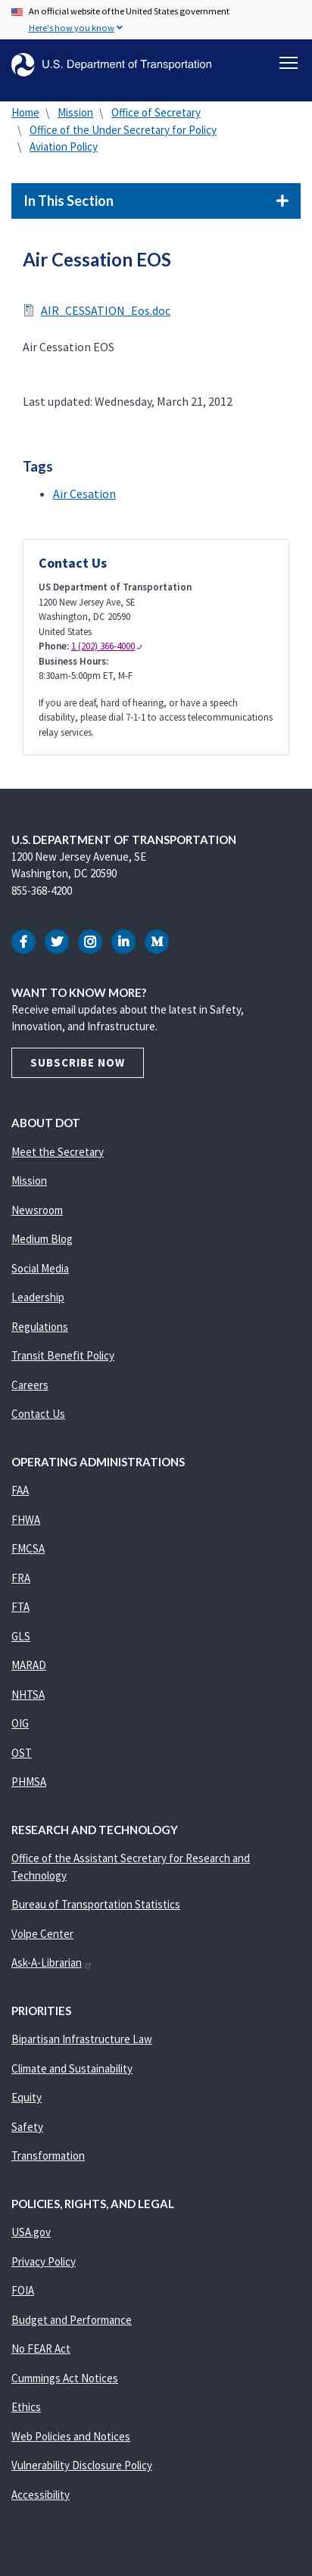 An official website of the United States government
Here's how you know
U.S. Department of Transportation
Home \ Mission \ Office of Secretary
\ Office of the Under Secretary for Policy
\ Aviation Policy
In This Section
Air Cessation EOS
AIR_CESSATION_Eos.doc
Air Cessation EOS
Last updated: Wednesday, March 21, 2012
Tags
• Air Cesation
Contact Us
US Department of Transportation
1200 New Jersey Ave, SE
Washington, DC 20590
United States
Phone: 1 (202) 366-4000
Business Hours:
8:30am-5:00pm ET, M-F
If you are deaf, hard of hearing, or have a speech
disability, please dial 7-1-1 to access telecommunications
relay services.
U.S. DEPARTMENT OF TRANSPORTATION
1200 New Jersey Avenue, SE
Washington, DC 20590
855-368-4200
WANT TO KNOW MORE?
Receive email updates about the latest in Safety,
Innovation, and Infrastructure.
SUBSCRIBE NOW
ABOUT DOT
Meet the Secretary
Mission
Newsroom
Medium Blog
Social Media
Leadership
Regulations
Transit Benefit Policy
Careers
Contact Us
OPERATING ADMINISTRATIONS
FAA
FHWA
FMCSA
FRA
FTA
GLS
MARAD
NHTSA
OIG
OST
PHMSA
RESEARCH AND TECHNOLOGY
Office of the Assistant Secretary for Research and
Technology
Bureau of Transportation Statistics
Volpe Center
Ask-A-Librarian
PRIORITIES
Bipartisan Infrastructure Law
Climate and Sustainability
Equity
Safety
Transformation
POLICIES, RIGHTS, AND LEGAL
USA.gov
Privacy Policy
FOIA
Budget and Performance
No FEAR Act
Cummings Act Notices
Ethics
Web Policies and Notices
Vulnerability Disclosure Policy
Accessibility